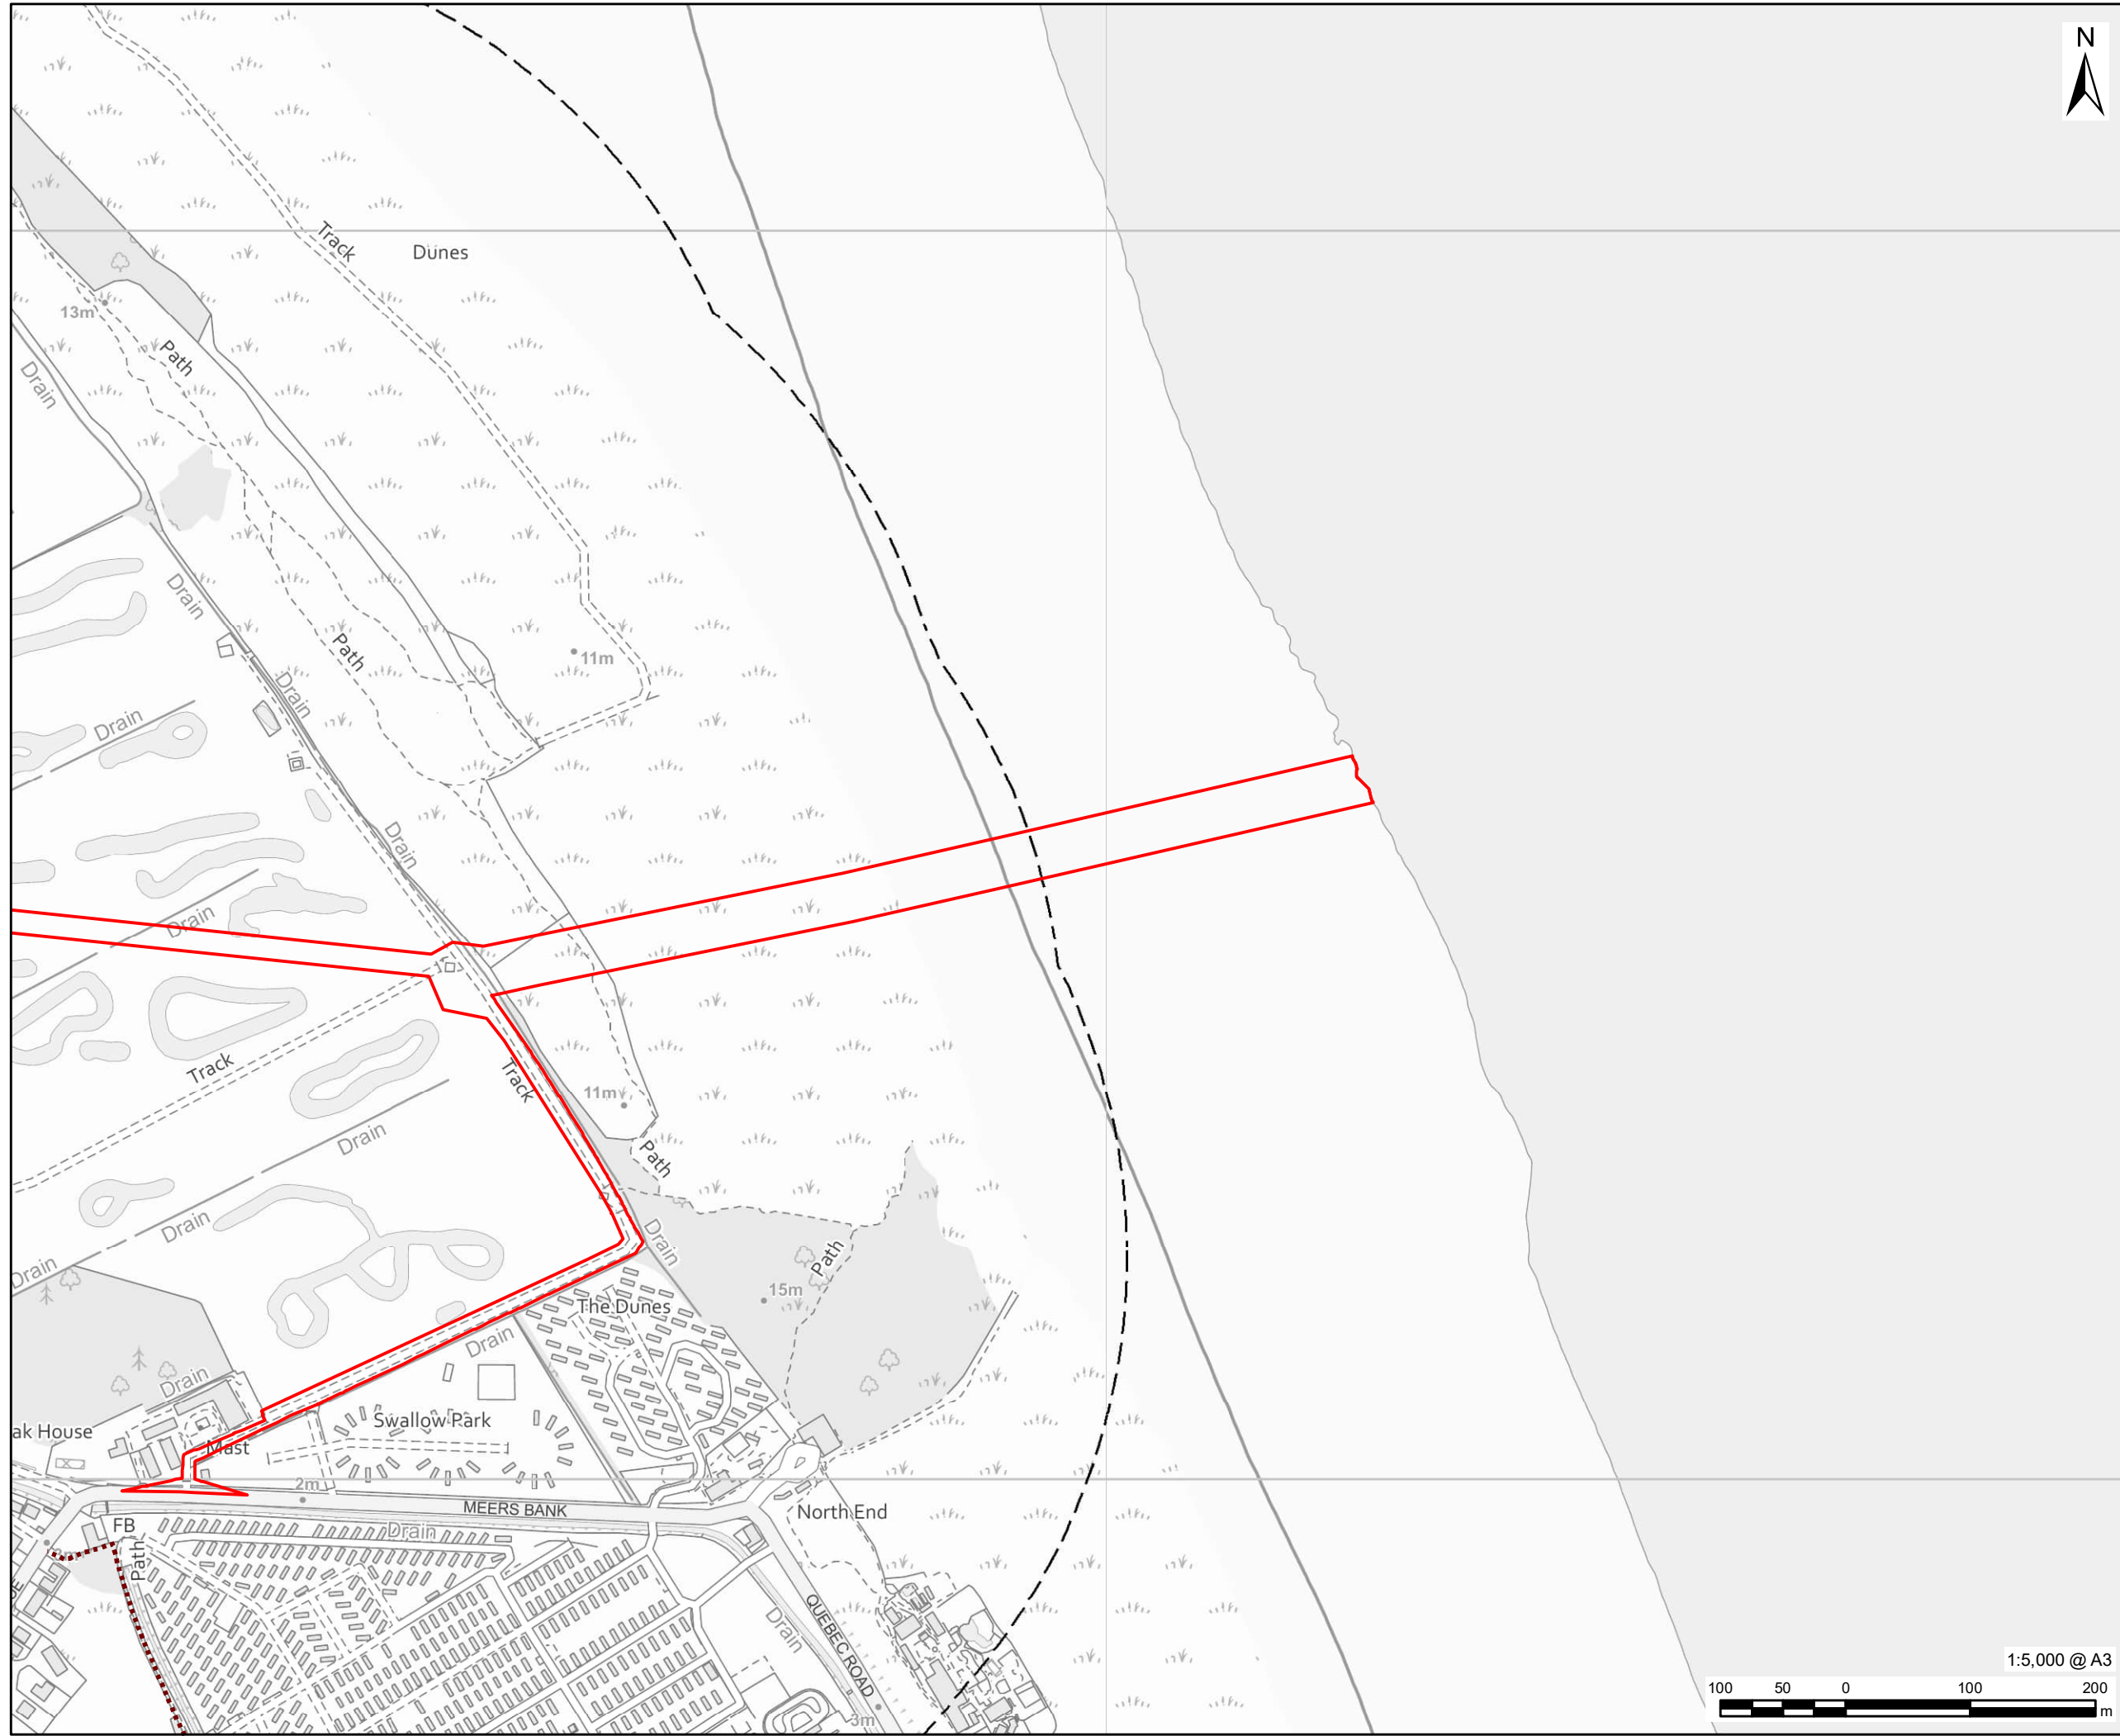 N
Track
Dunes
13m
Path
Drain
Drain
Path
11m
Drain
Drain
Drain
Drain
Track
Track
11m
Drain
Path
Drain
Drain
Path
Drain
15m
The Dunes
Drain
Drain
Swallow Park
ak House
Mast
2m
MEERS BANK
North End
FB
Drain
Path
QUEBEC ROAD
Drain
3m
1:5,000 @ A3
100 50 0 100 200
m